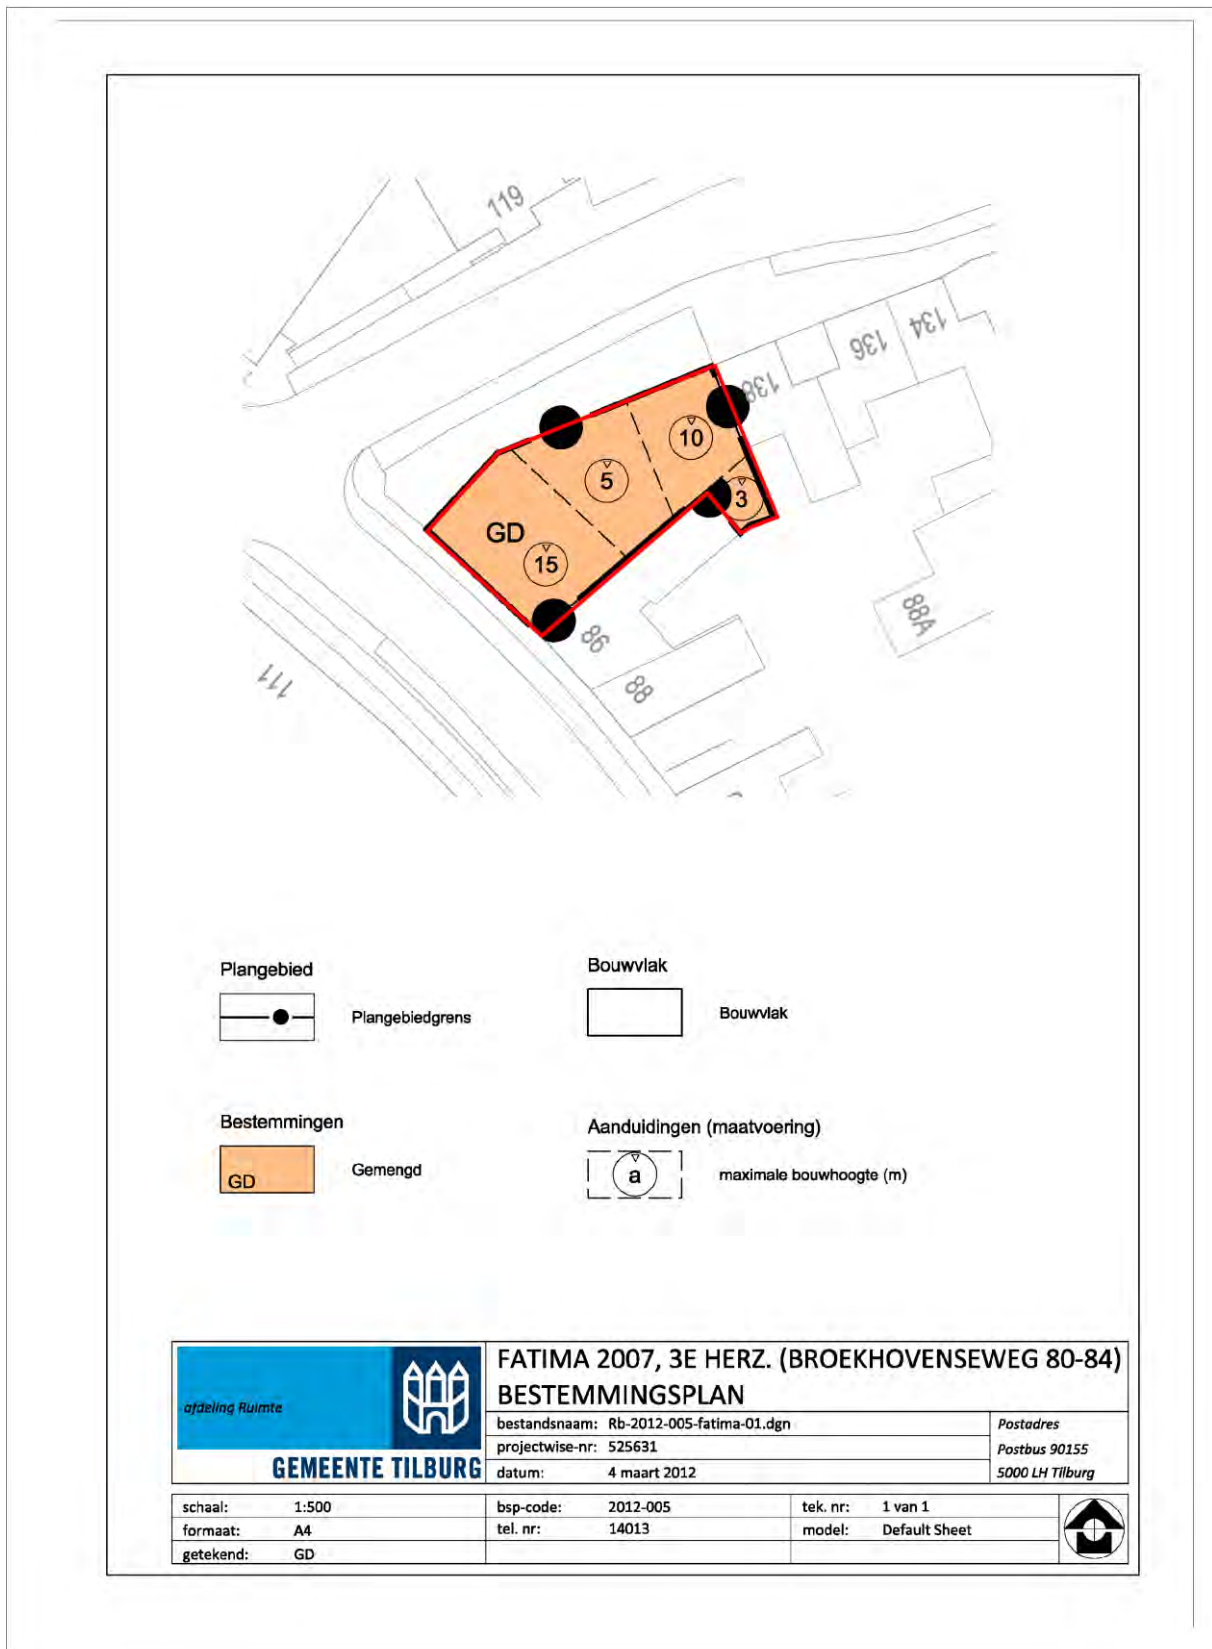 119
134
136
138
10
5
3
GD
15
86
88
88A
111
Plangebied
Plangebiedgrens
Bouwvlak
Bouwvlak
Bestemmingen
GD
Gemengd
Aanduidingen (maatvoering)
a
maximale bouwhoogte (m)
afdeling Ruimte
GEMEENTE TILBURG
FATIMA 2007, 3E HERZ. (BROEKHOVENSEWEG 80-84)
BESTEMMINGSPLAN
bestandsnaam: Rb-2012-005-fatima-01.dgn
projectwise-nr: 525631
datum: 4 maart 2012
Postadres
Postbus 90155
5000 LH Tilburg
schaal: 1:500 bsp-code: 2012-005 tek. nr: 1 van 1
formaat: A4 tel. nr: 14013 model: Default Sheet
getekend: GD